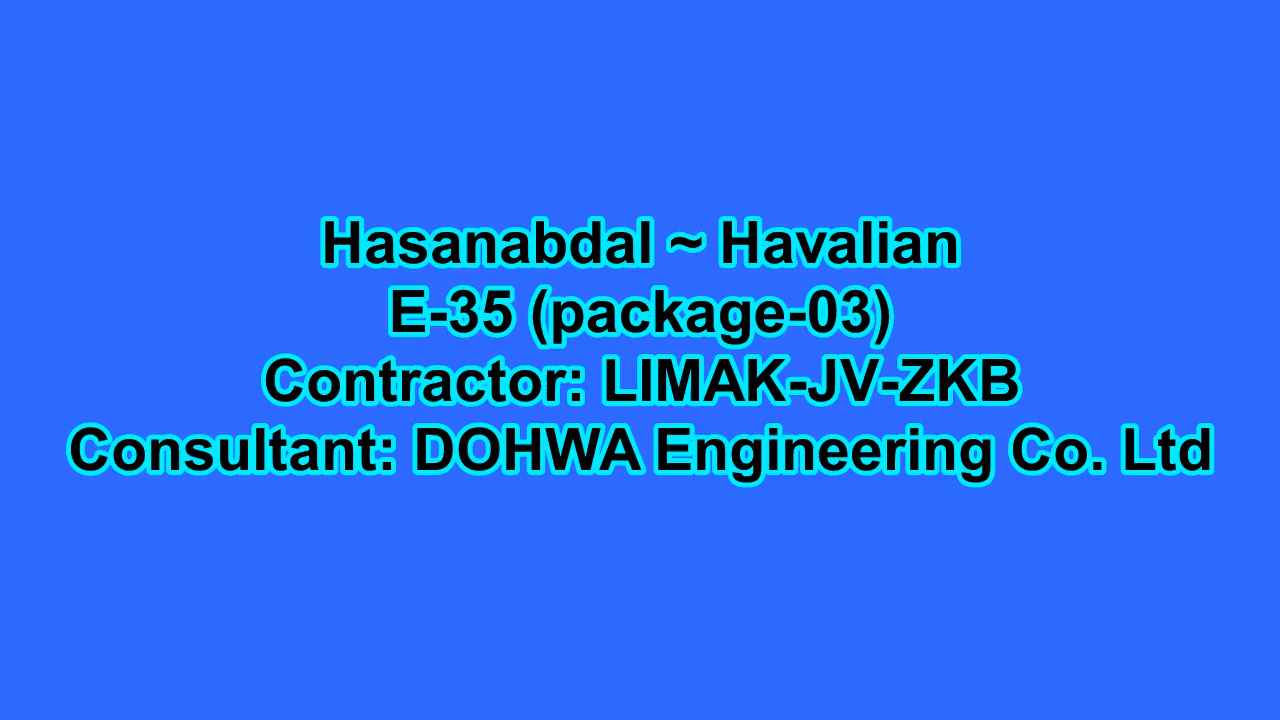 Hasanabdal ~ Havalian
E-35 (package-03)
Contractor: LIMAK-JV-ZKB
Consultant: DOHWA Engineering Co. Ltd